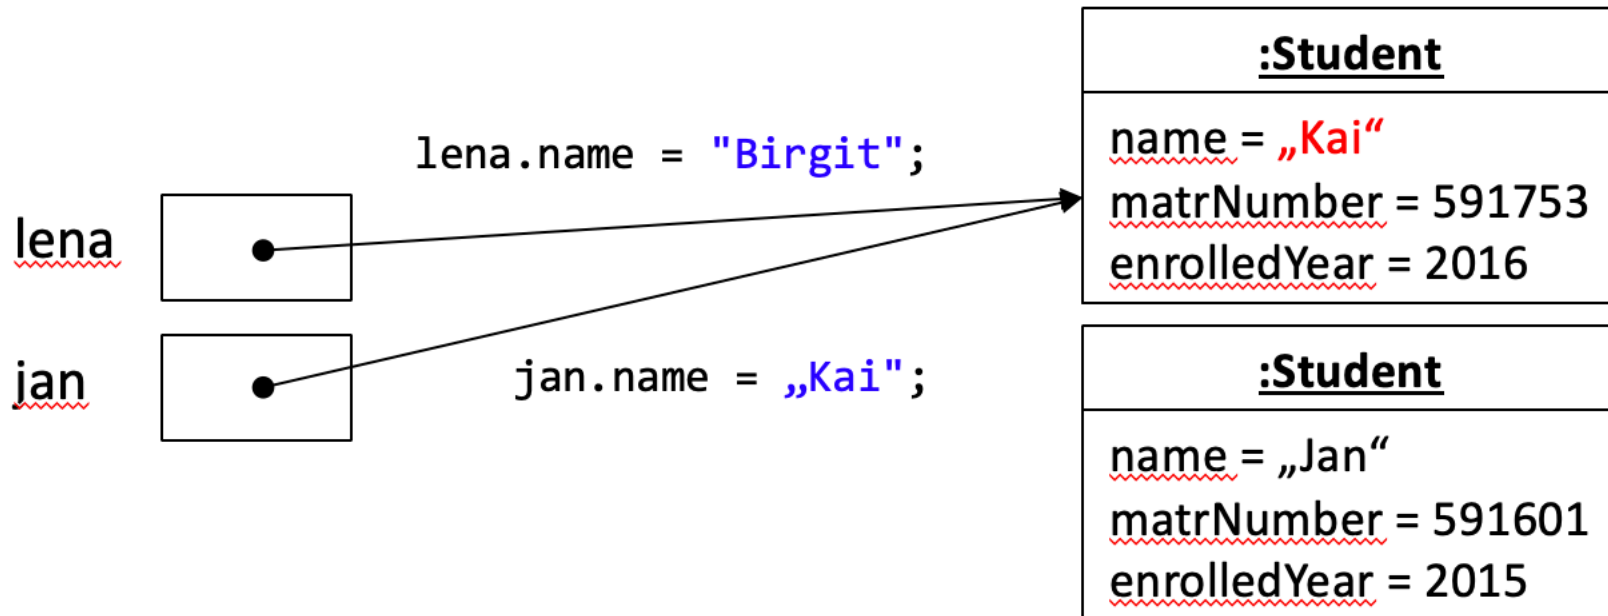 lena
jan
lena.name = "Birgit";
jan.name = „Kai";
:Student
name = „Kai“
matrNumber = 591753
enrolledYear = 2016
:Student
name = „Jan“
matrNumber = 591601
enrolledYear = 2015